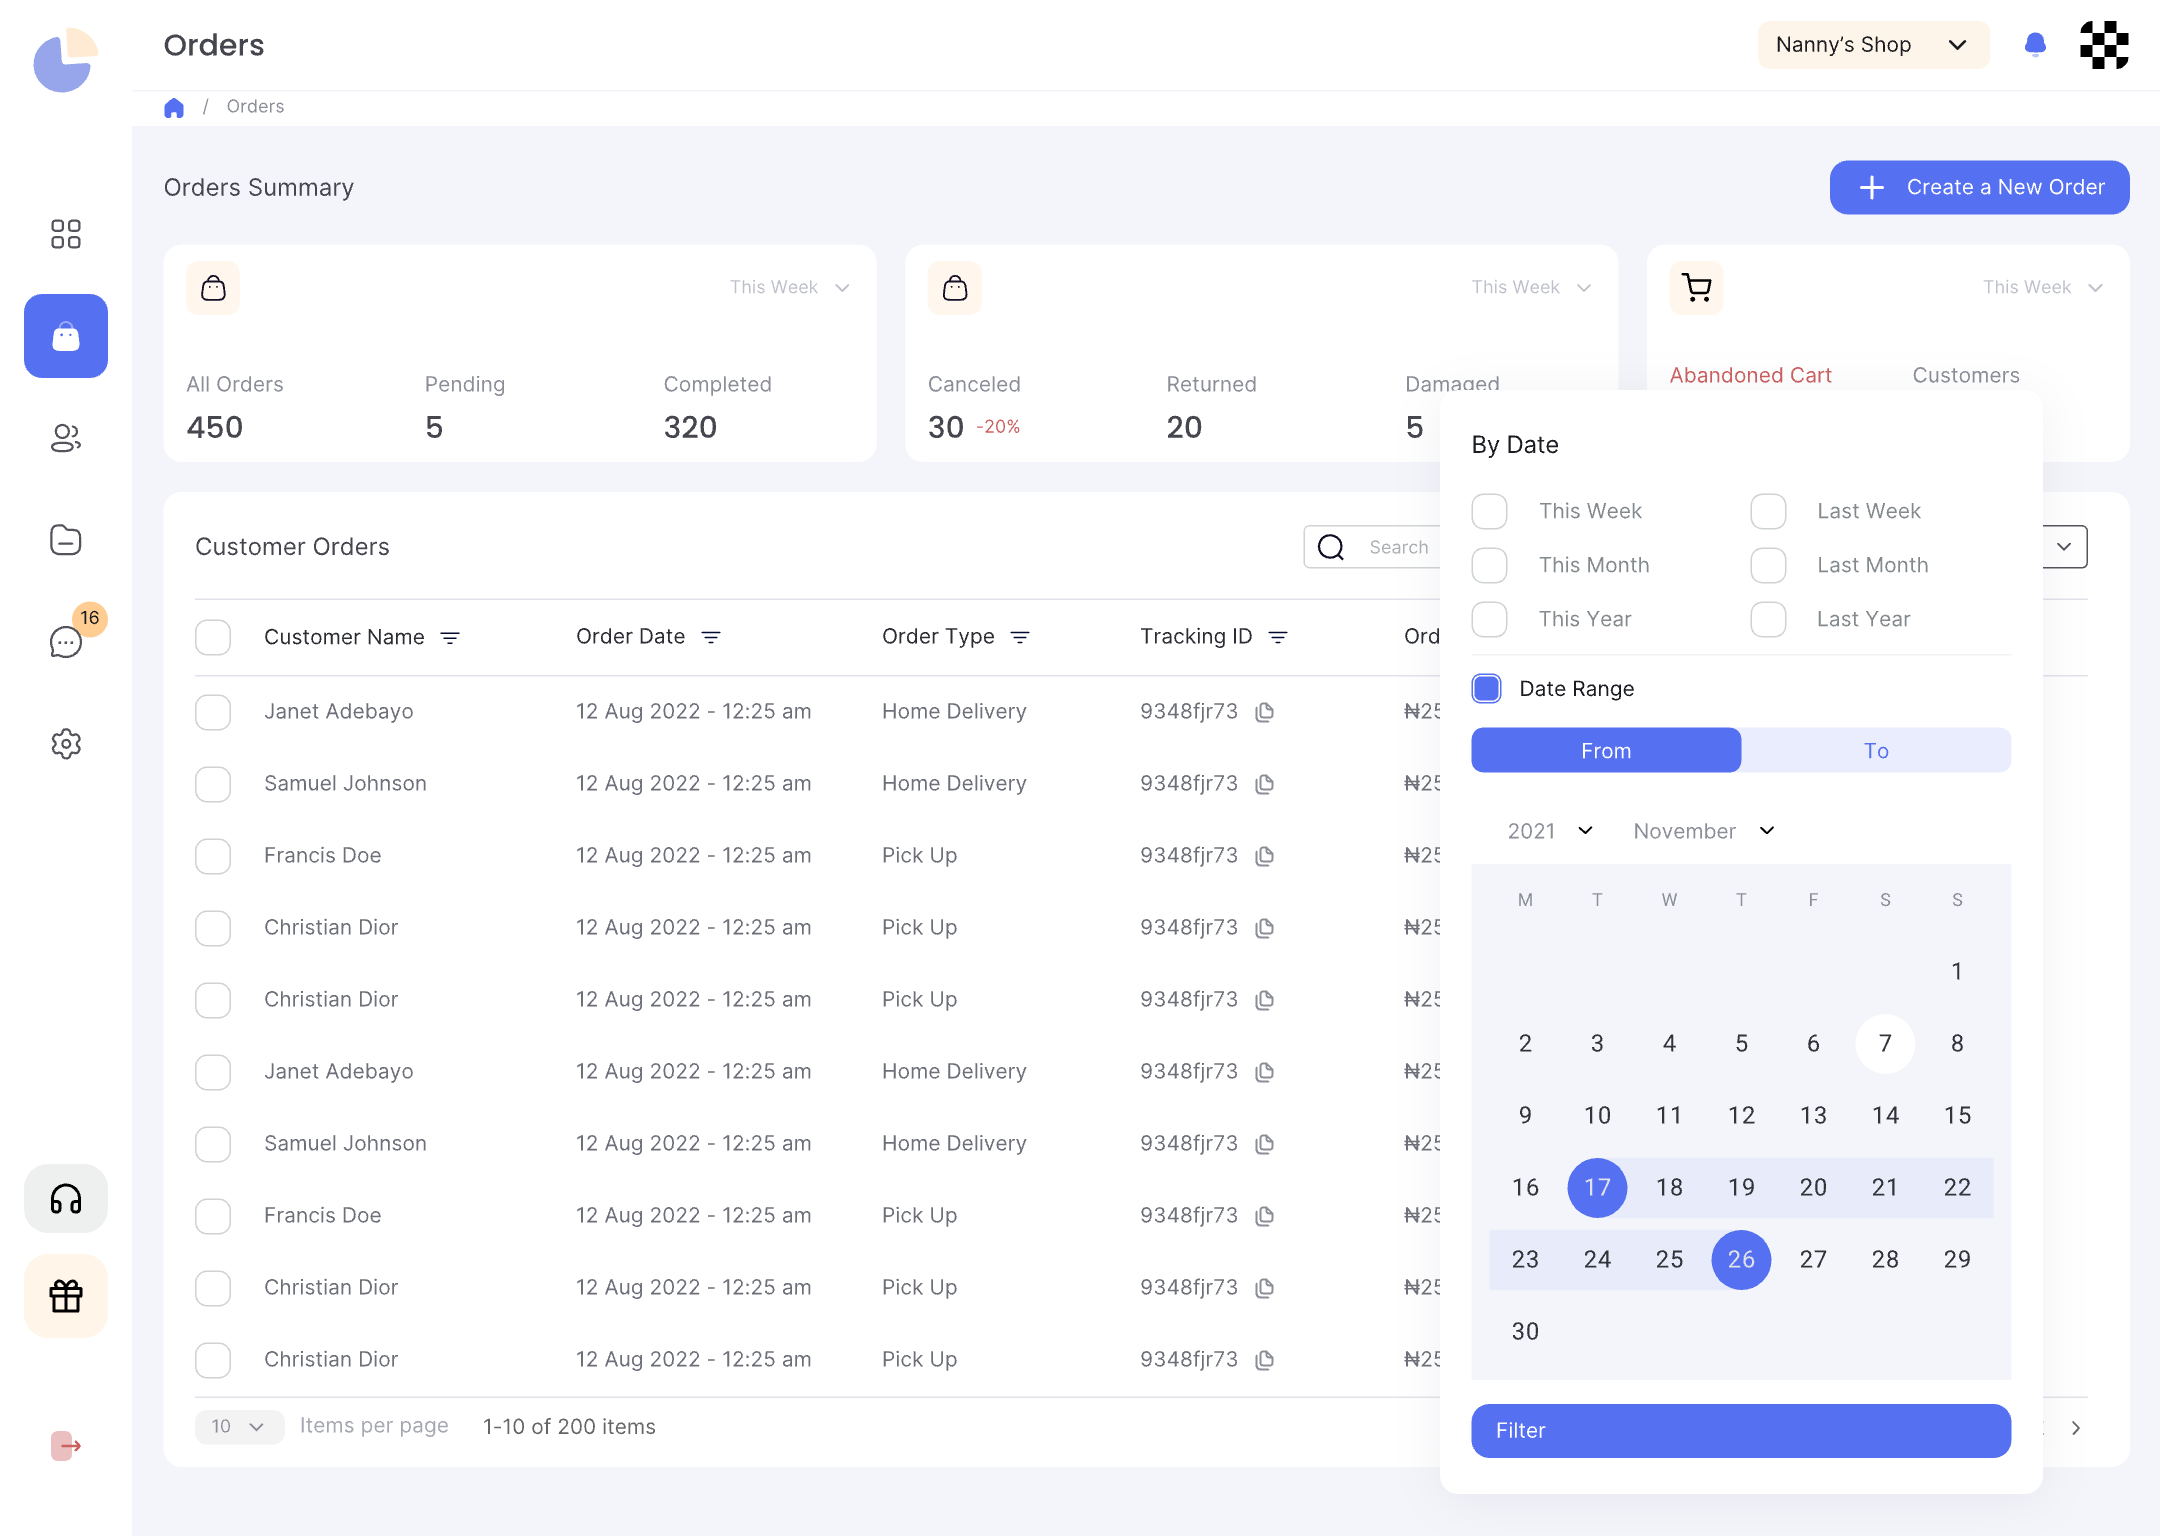 Orders
Nanny’s Shop
/ Orders
Orders Summary
Create a New Order
This Week
All Orders Pending Completed
450 5 320
This Week
Canceled Returned Damaged
30 -20% 20 5
This Week
Abandoned Cart Customers
16
Customer Orders
Search
Customer Name Order Date Order Type Tracking ID
Janet Adebayo 12 Aug 2022 - 12:25 am Home Delivery 9348fjr73
Samuel Johnson 12 Aug 2022 - 12:25 am Home Delivery 9348fjr73
Francis Doe 12 Aug 2022 - 12:25 am Pick Up 9348fjr73
Christian Dior 12 Aug 2022 - 12:25 am Pick Up 9348fjr73
Christian Dior 12 Aug 2022 - 12:25 am Pick Up 9348fjr73
Janet Adebayo 12 Aug 2022 - 12:25 am Home Delivery 9348fjr73
Samuel Johnson 12 Aug 2022 - 12:25 am Home Delivery 9348fjr73
Francis Doe 12 Aug 2022 - 12:25 am Pick Up 9348fjr73
Christian Dior 12 Aug 2022 - 12:25 am Pick Up 9348fjr73
Christian Dior 12 Aug 2022 - 12:25 am Pick Up 9348fjr73
10 Items per page 1-10 of 200 items
By Date
This Week Last Week
This Month Last Month
This Year Last Year
Date Range
From To
2021 November
M T W T F S S
1
2 3 4 5 6 7 8
9 10 11 12 13 14 15
16 17 18 19 20 21 22
23 24 25 26 27 28 29
30
Filter